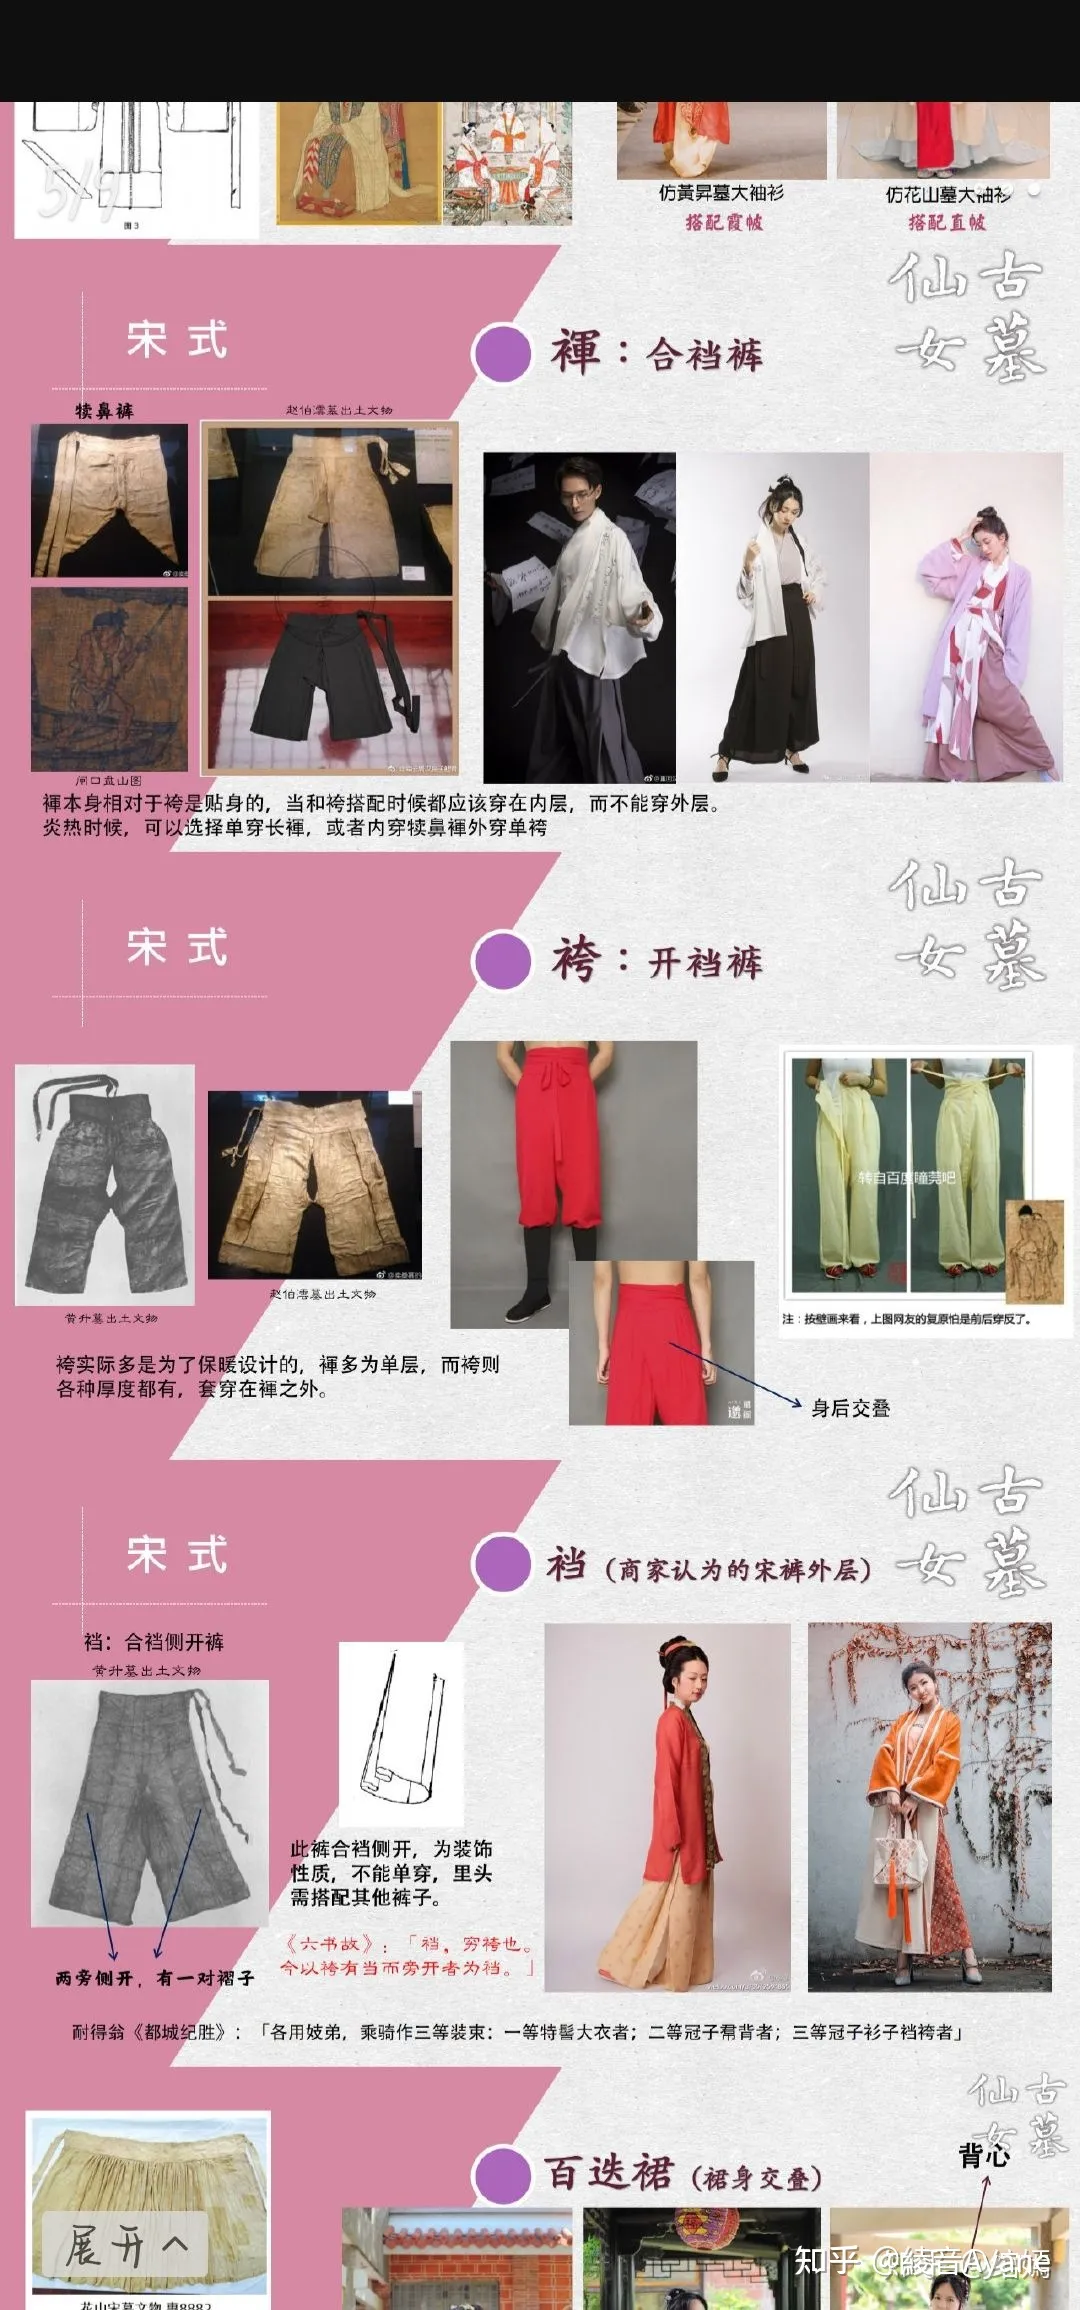 5/9
图3
仿黃昇墓大袖衫
搭配霞帔
仿花山墓大袖衫
搭配直帔
宋 式
褌：合裆裤
古墓
仙女
犊鼻裤
赵伯澐墓出土文物
闸口盘山图
褌本身相对于袴是贴身的，当和袴搭配时候都应该穿在内层，而不能穿外层。
炎热时候，可以选择单穿长褌，或者内穿犊鼻褌外穿单袴
宋 式
袴：开裆裤
古墓
仙女
黄升墓出土文物
赵伯澐墓出土文物
转自百度瞳莞吧
注：按壁画来看，上图网友的复原怕是前后穿反了。
袴实际多是为了保暖设计的，褌多为单层，而袴则
各种厚度都有，套穿在褌之外。
身后交叠
宋 式
裆（商家认为的宋裤外层）
古墓
仙女
裆：合裆侧开裤
黄升墓出土文物
此裤合裆侧开，为装饰
性质，不能单穿，里头
需搭配其他裤子。
《六书故》：「裆，穷袴也。
今以袴有当而旁开者为裆。」
两旁侧开，有一对褶子
耐得翁《都城纪胜》：「各用妓弟，乘骑作三等装束：一等特髻大衣者；二等冠子裙背者；三等冠子衫子裆袴者」
百迭裙（裙身交叠）
古墓
仙女
背心
展开
花山宋墓文物 惠8882
知乎 @綾音Ayane